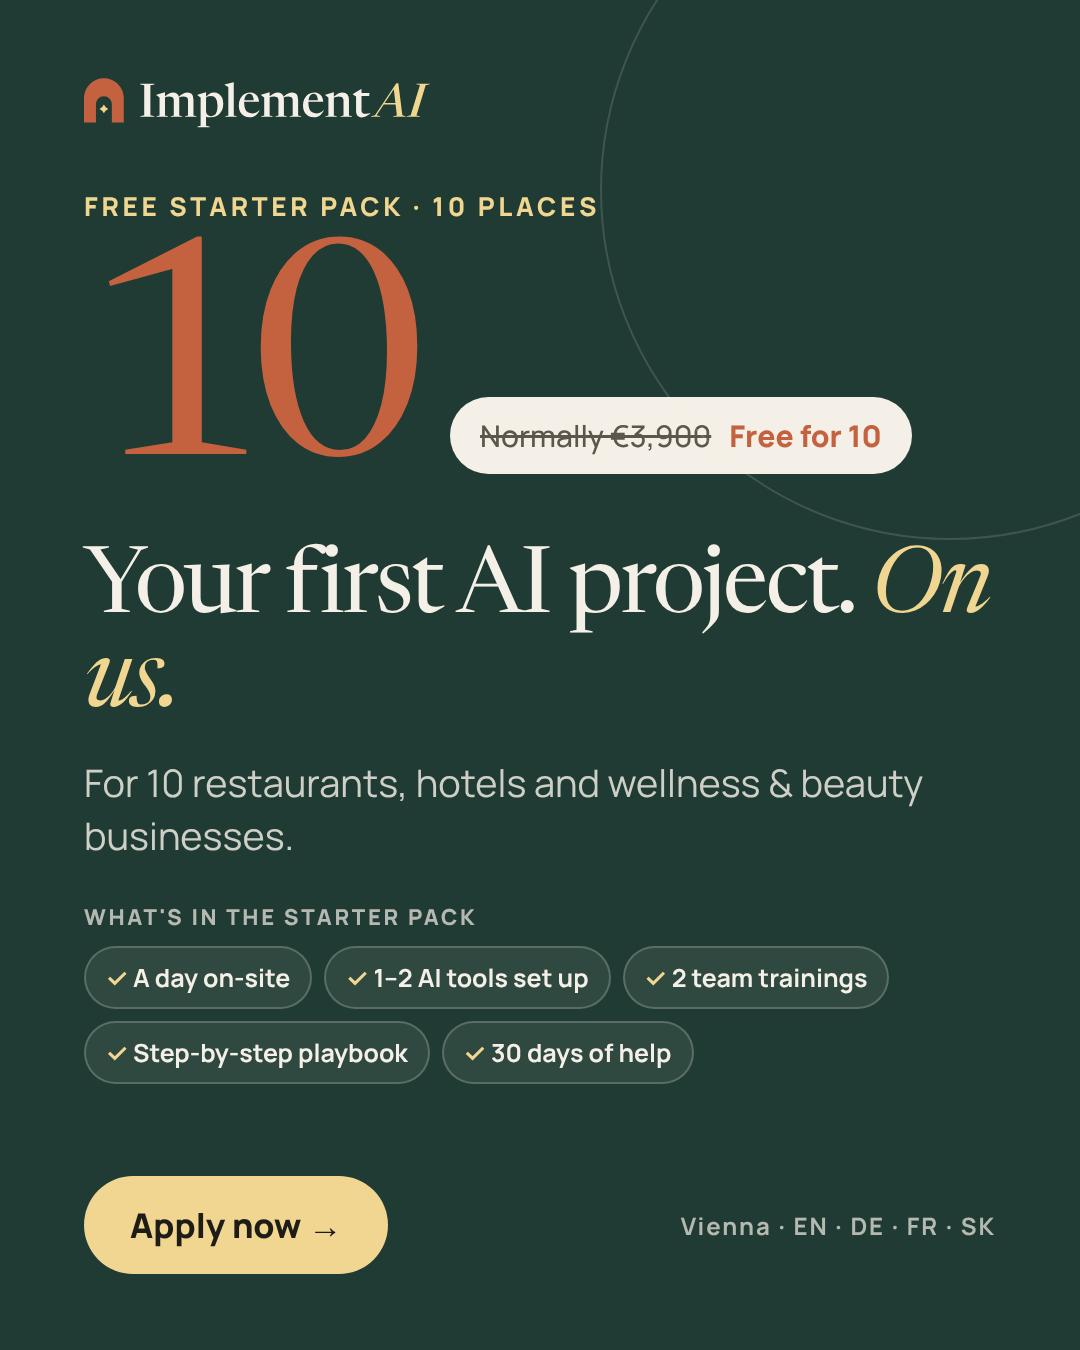 ImplementAI
FREE STARTER PACK · 10 PLACES
10
Normally €3,900 Free for 10
Your first AI project. On
us.
For 10 restaurants, hotels and wellness & beauty
businesses.
WHAT'S IN THE STARTER PACK
✓ A day on-site ✓ 1–2 AI tools set up ✓ 2 team trainings
✓ Step-by-step playbook ✓ 30 days of help
Apply now →
Vienna · EN · DE · FR · SK